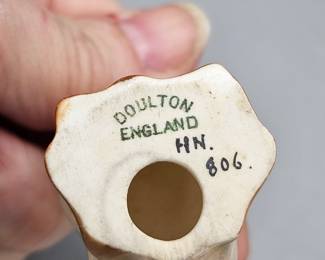 DOULTON
ENGLAND
HN.
806.